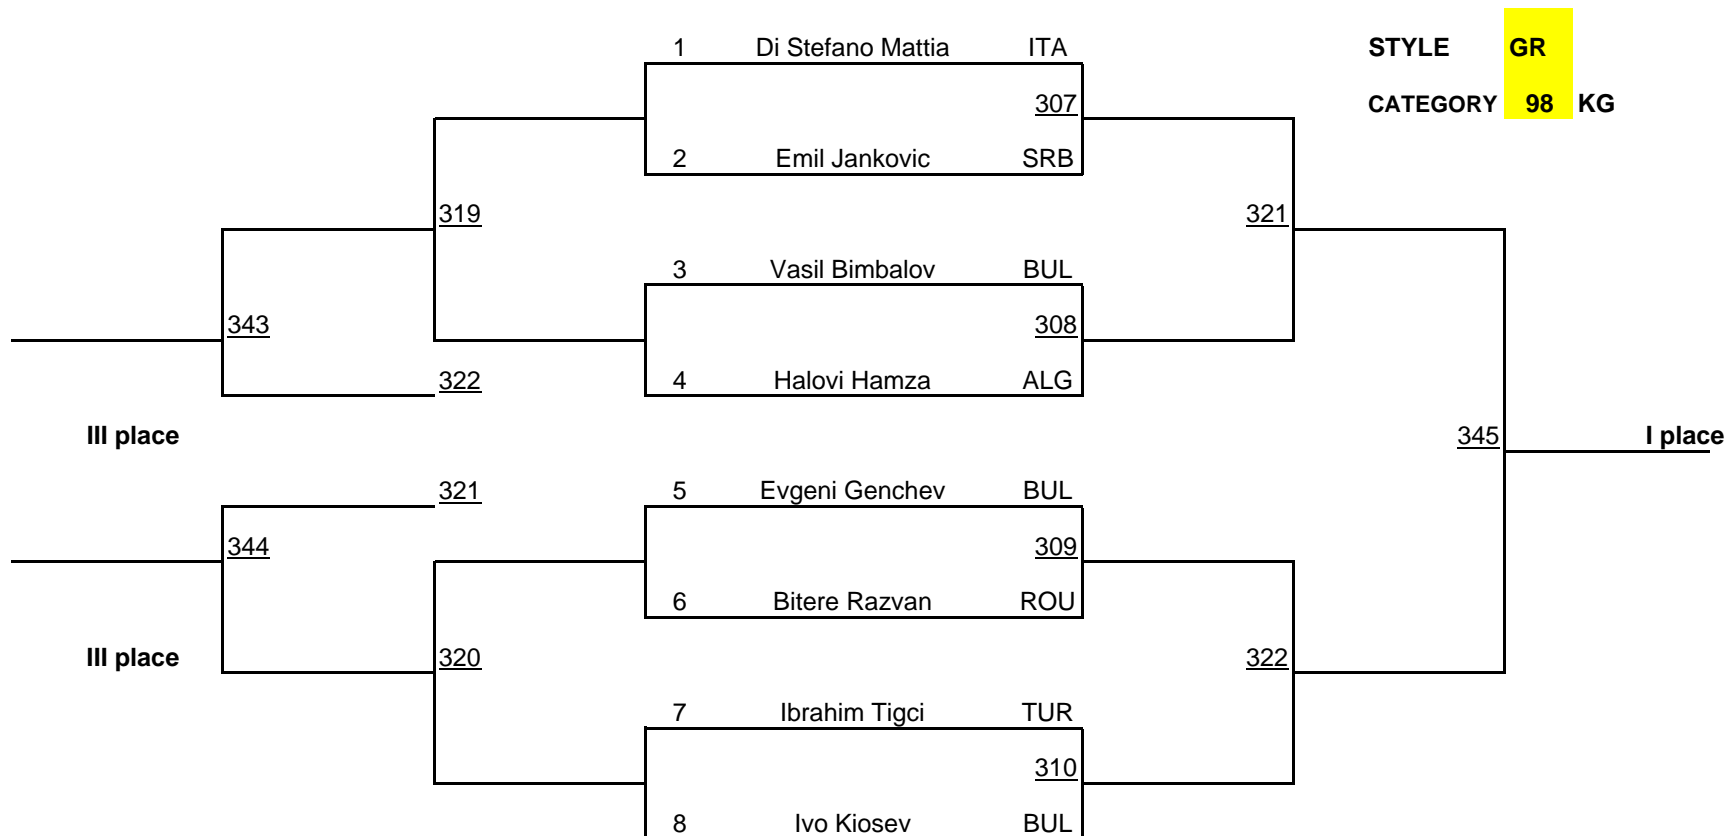 1 Di Stefano Mattia ITA STYLE GR
307 CATEGORY 98 KG
2 Emil Jankovic SRB
319 321
3 Vasil Bimbalov BUL
343 308
322 4 Halovi Hamza ALG
III place 345 I place
321 5 Evgeni Genchev BUL
344 309
6 Bitere Razvan ROU
III place 320 322
7 Ibrahim Tigci TUR
310
8 Ivo Kiosev BUL